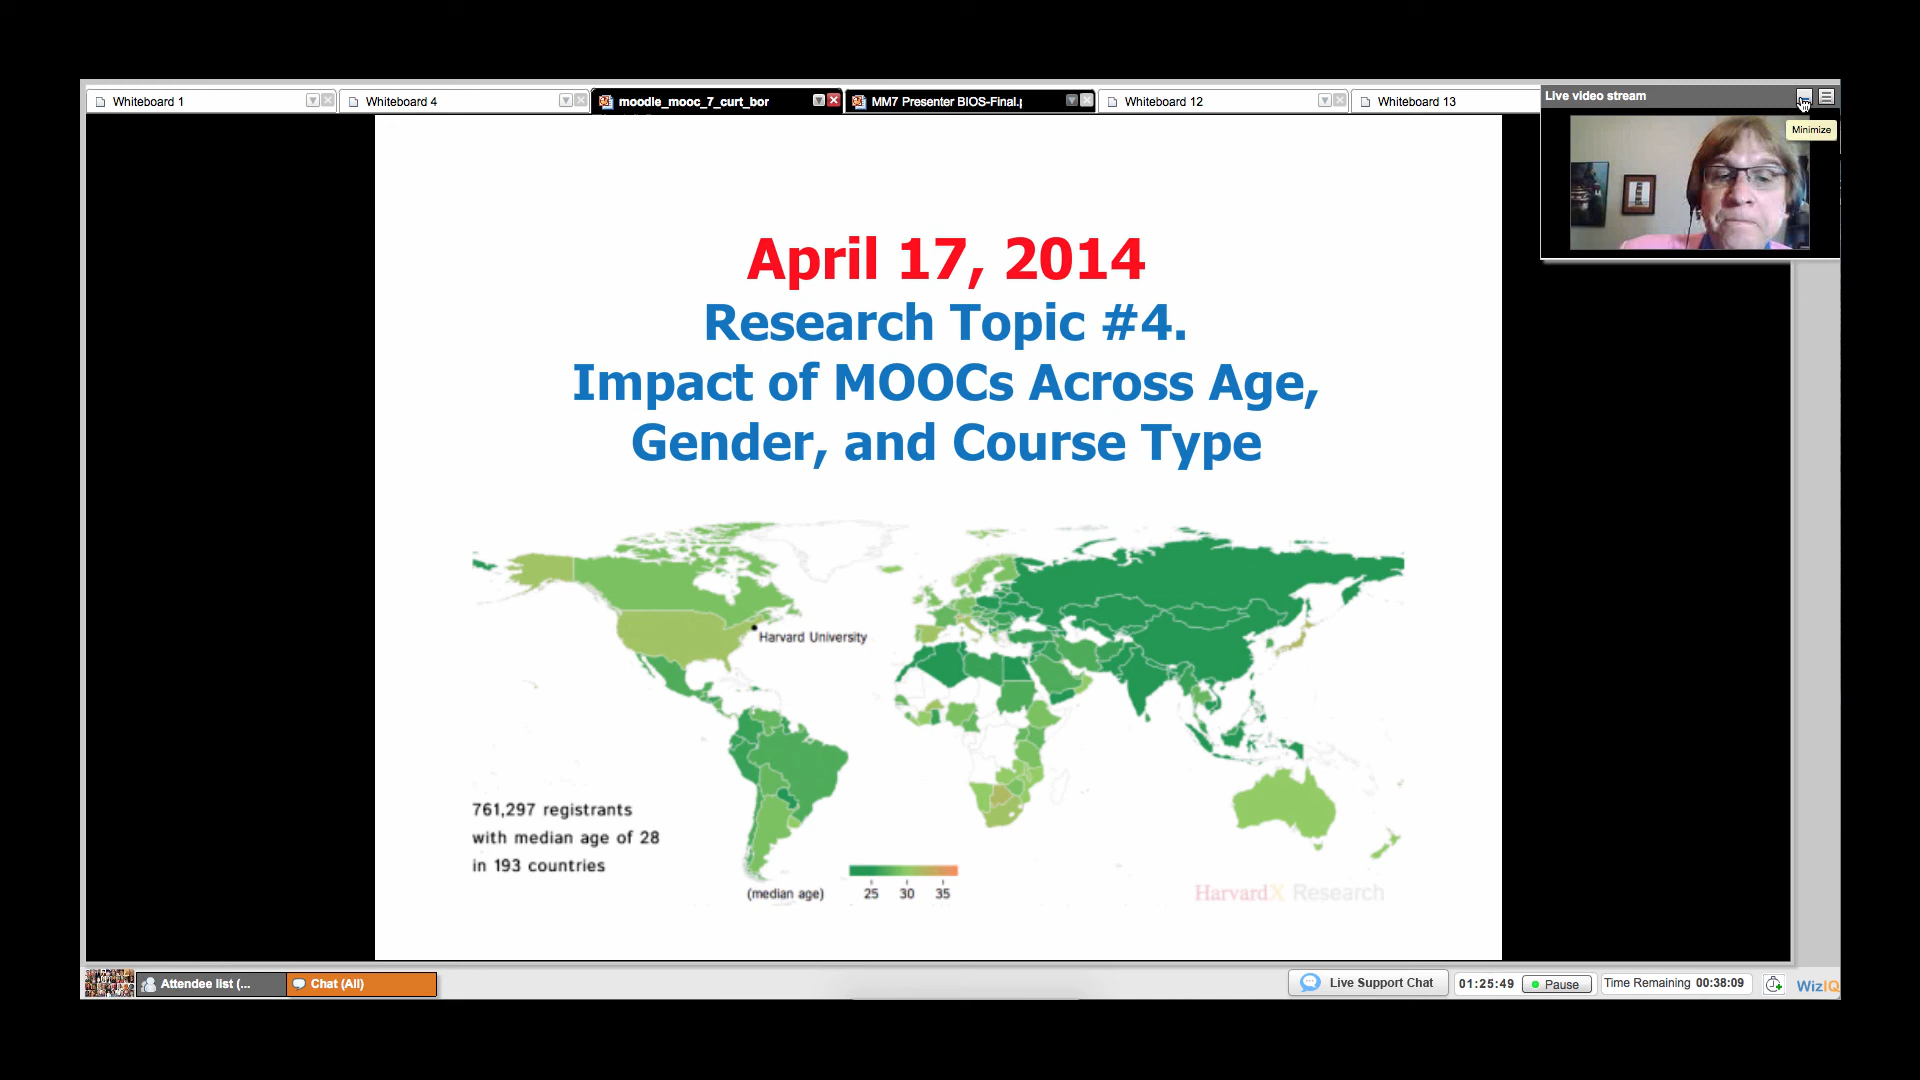 Whiteboard 1
Whiteboard 4
moodle_mooc_7_curt_bor
MM7 Presenter BIOS-Final.p
Whiteboard 12
Whiteboard 13
Live video stream
Minimize
April 17, 2014
Research Topic #4.
Impact of MOOCs Across Age,
Gender, and Course Type
Harvard University
761,297 registrants
with median age of 28
in 193 countries
(median age)
25 30 35
HarvardX Research
Attendee list (...
Chat (All)
Live Support Chat
01:25:49
Pause
Time Remaining 00:38:09
WizIQ